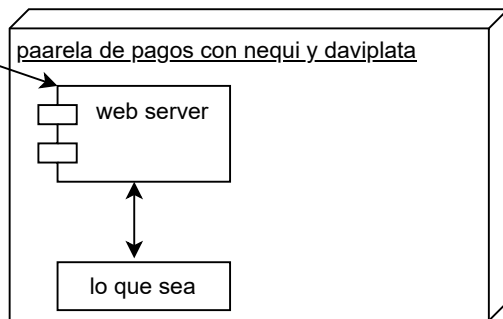 paarela de pagos con nequi y daviplata
web server
lo que sea